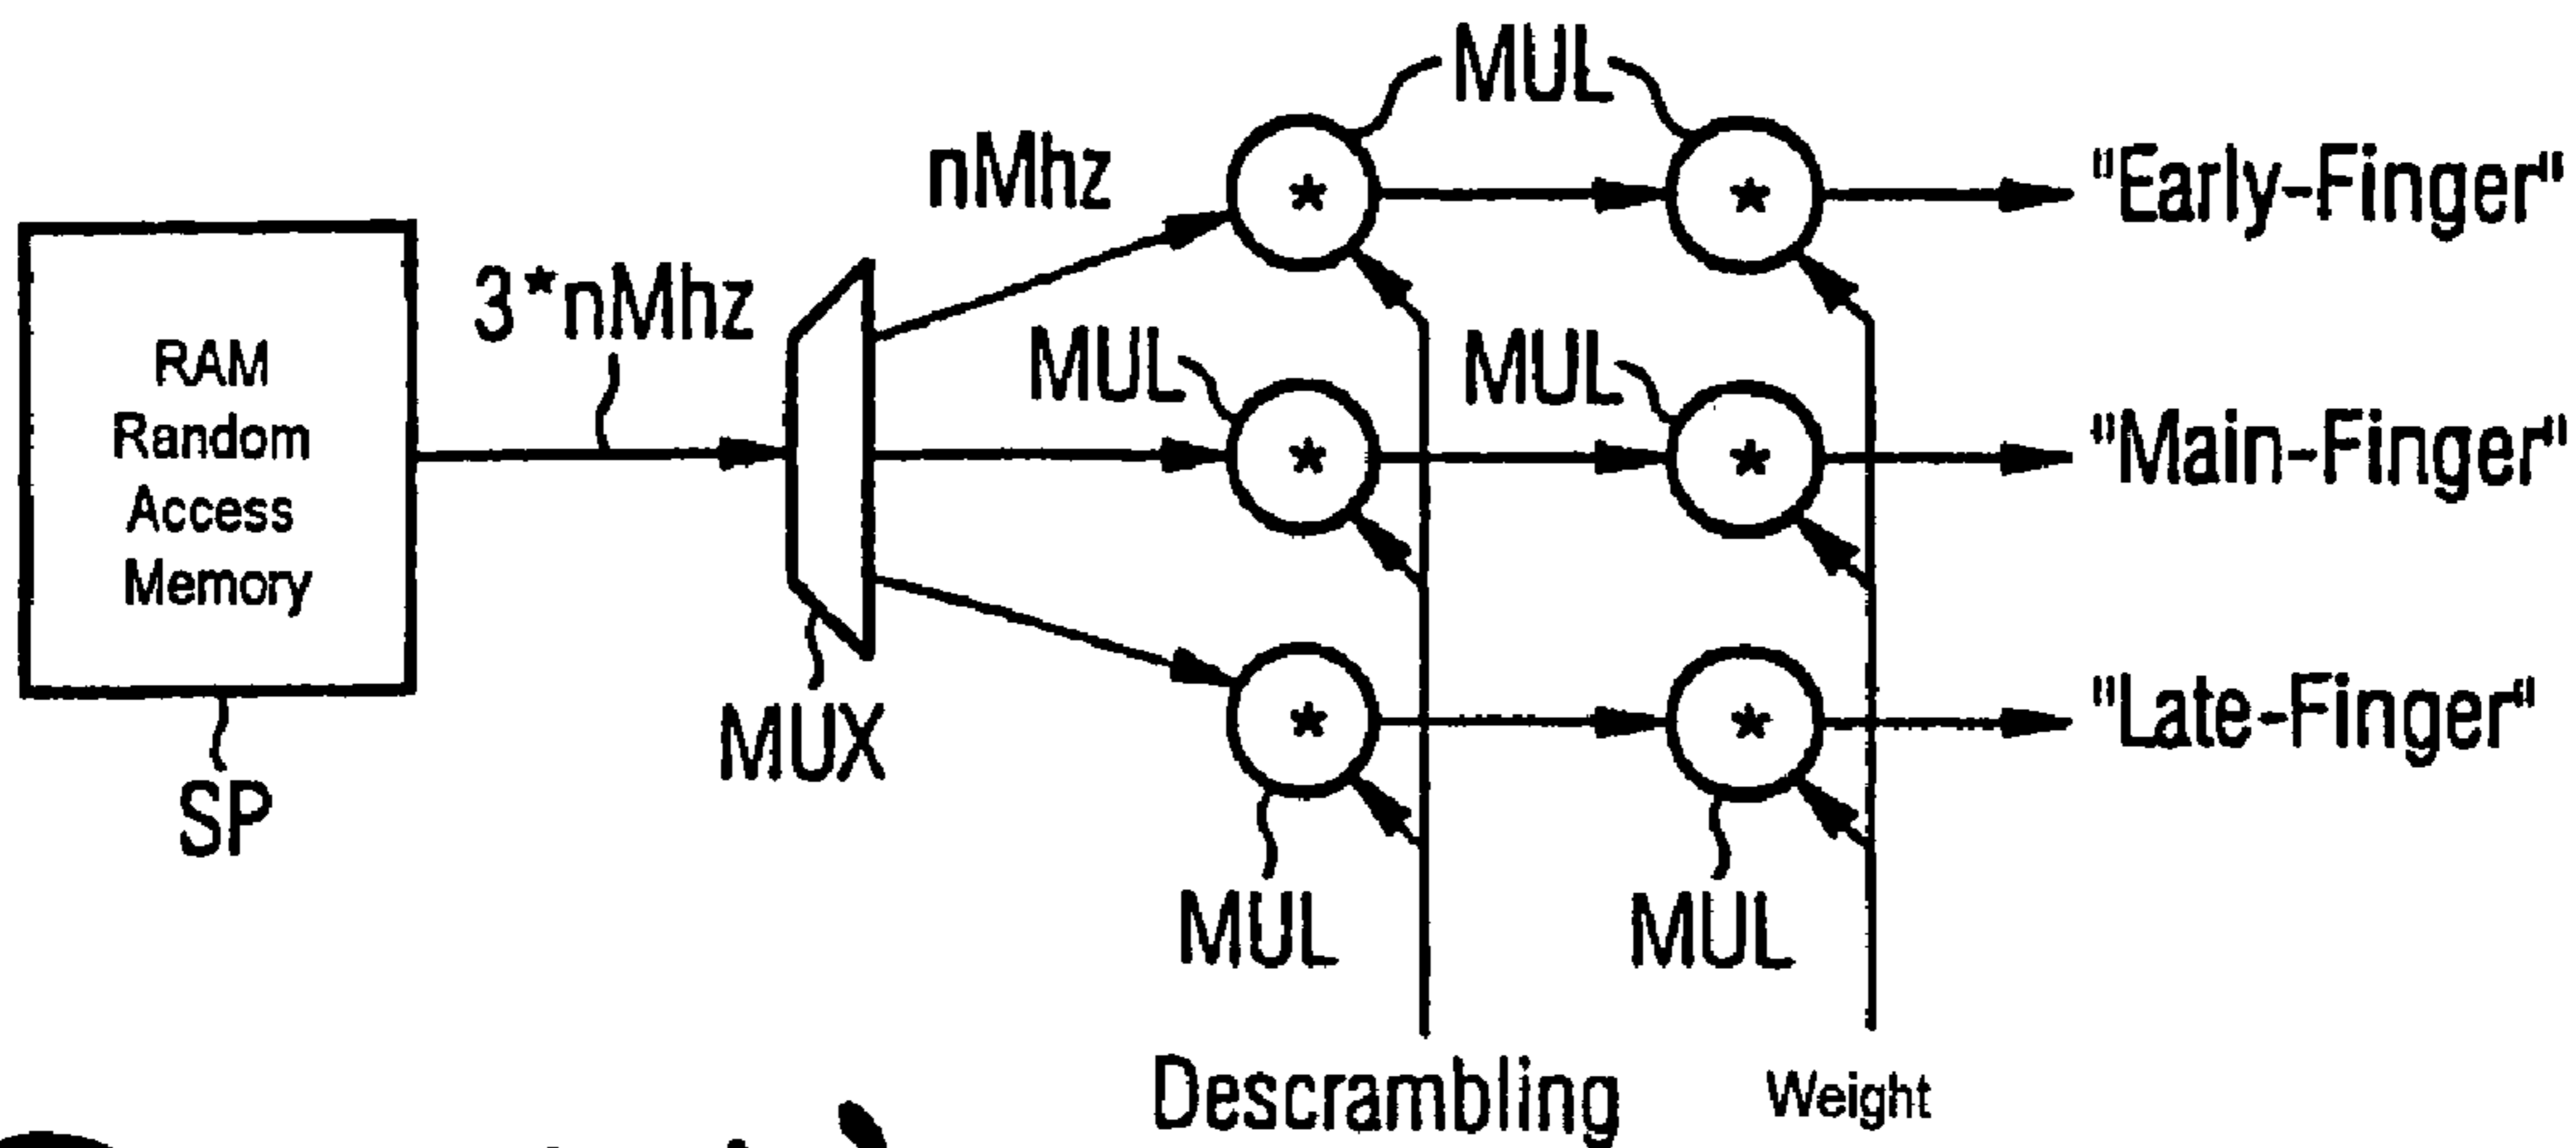 MUL
nMhz
"Early-Finger"
3*nMhz
RAM
Random
Access
Memory
MUL
MUL
"Main-Finger"
MUX
SP
"Late-Finger"
MUL
MUL
Descrambling
Weight